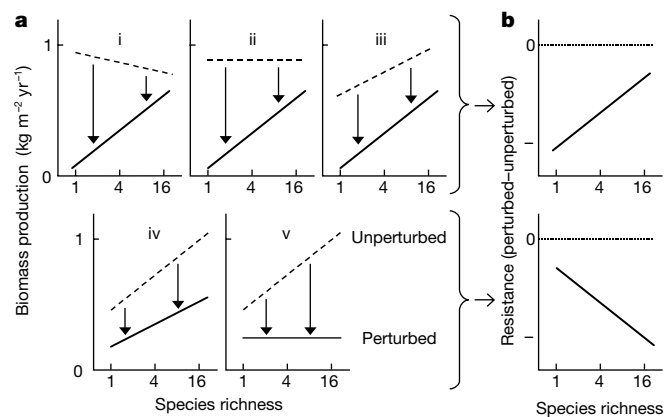 a
b
i
ii
iii
1
0
1 4 16
1 4 16
1 4 16
Biomass production (kg m⁻² yr⁻¹)
iv
v
1
0
Unperturbed
Perturbed
1 4 16
1 4 16
Species richness
Resistance (perturbed–unperturbed)
0
–
1 4 16
0
–
1 4 16
Species richness